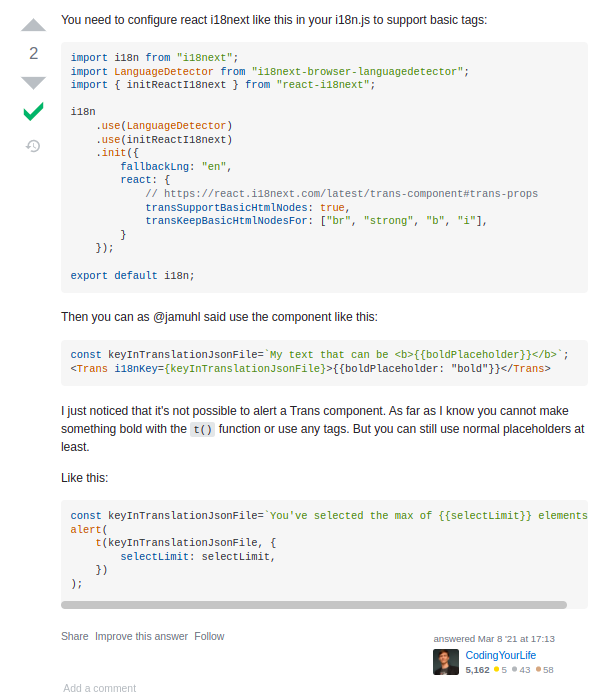 You need to configure react i18next like this in your i18n.js to support basic tags:
2
import i18n from "i18next";
import LanguageDetector from "i18next-browser-languagedetector";
import { initReactI18next } from "react-i18next";
i18n
    .use(LanguageDetector)
    .use(initReactI18next)
    .init({
        fallbackLng: "en",
        react: {
            // https://react.i18next.com/latest/trans-component#trans-props
            transSupportBasicHtmlNodes: true,
            transKeepBasicHtmlNodesFor: ["br", "strong", "b", "i"],
        }
    });
export default i18n;
Then you can as @jamuhl said use the component like this:
const keyInTranslationJsonFile=`My text that can be <b>{{boldPlaceholder}}</b>`;
<Trans i18nKey={keyInTranslationJsonFile}>{{boldPlaceholder: "bold"}}</Trans>
I just noticed that it's not possible to alert a Trans component. As far as I know you cannot make
something bold with the t() function or use any tags. But you can still use normal placeholders at
least.
Like this:
const keyInTranslationJsonFile=`You've selected the max of {{selectLimit}} elements
alert(
    t(keyInTranslationJsonFile, {
        selectLimit: selectLimit,
    })
);
Share Improve this answer Follow
answered Mar 8 '21 at 17:13
CodingYourLife
5,162 5 43 58
Add a comment